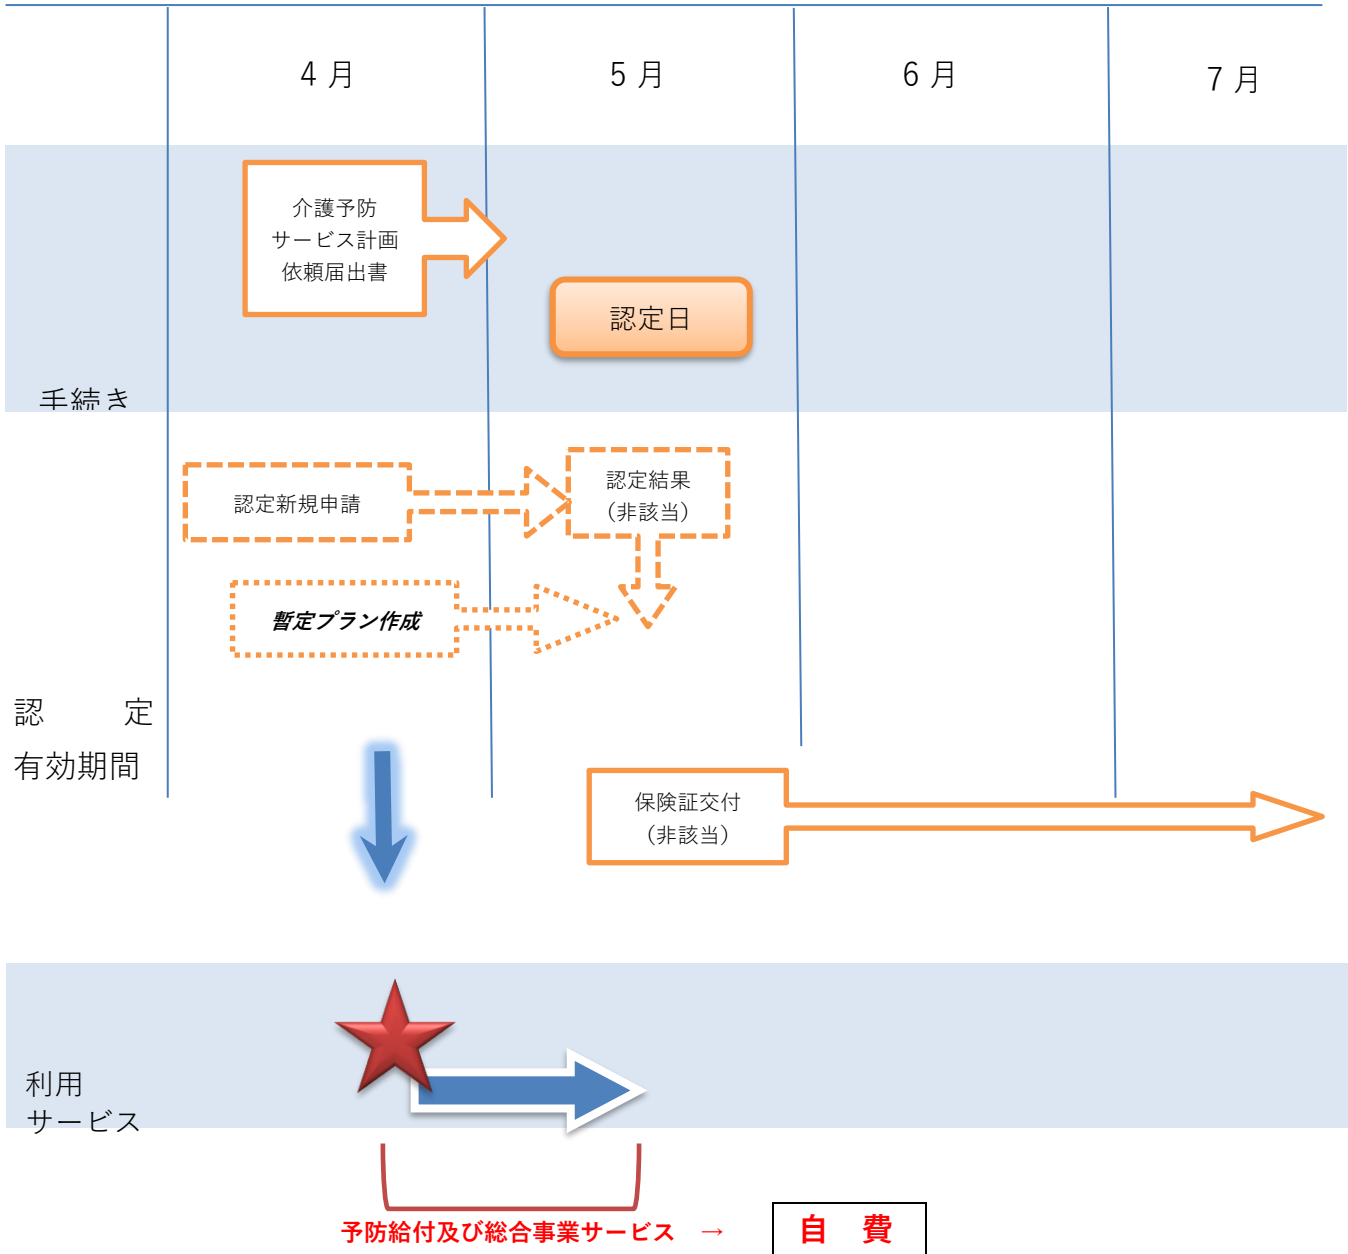 4月
5月
6月
7月
介護予防
サービス計画
依頼届出書
認定日
手続き
認定新規申請
認定結果
(非該当)
暫定プラン作成
認　定
有効期間
保険証交付
(非該当)
利用
サービス
予防給付及び総合事業サービス　→
自　費